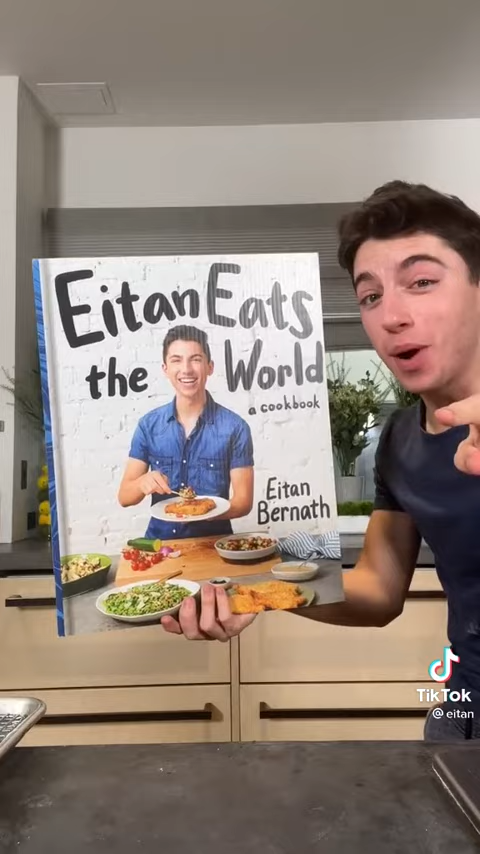 Eitan Eats
the World
a cookbook
Eitan
Bernath
TikTok
@ eitan